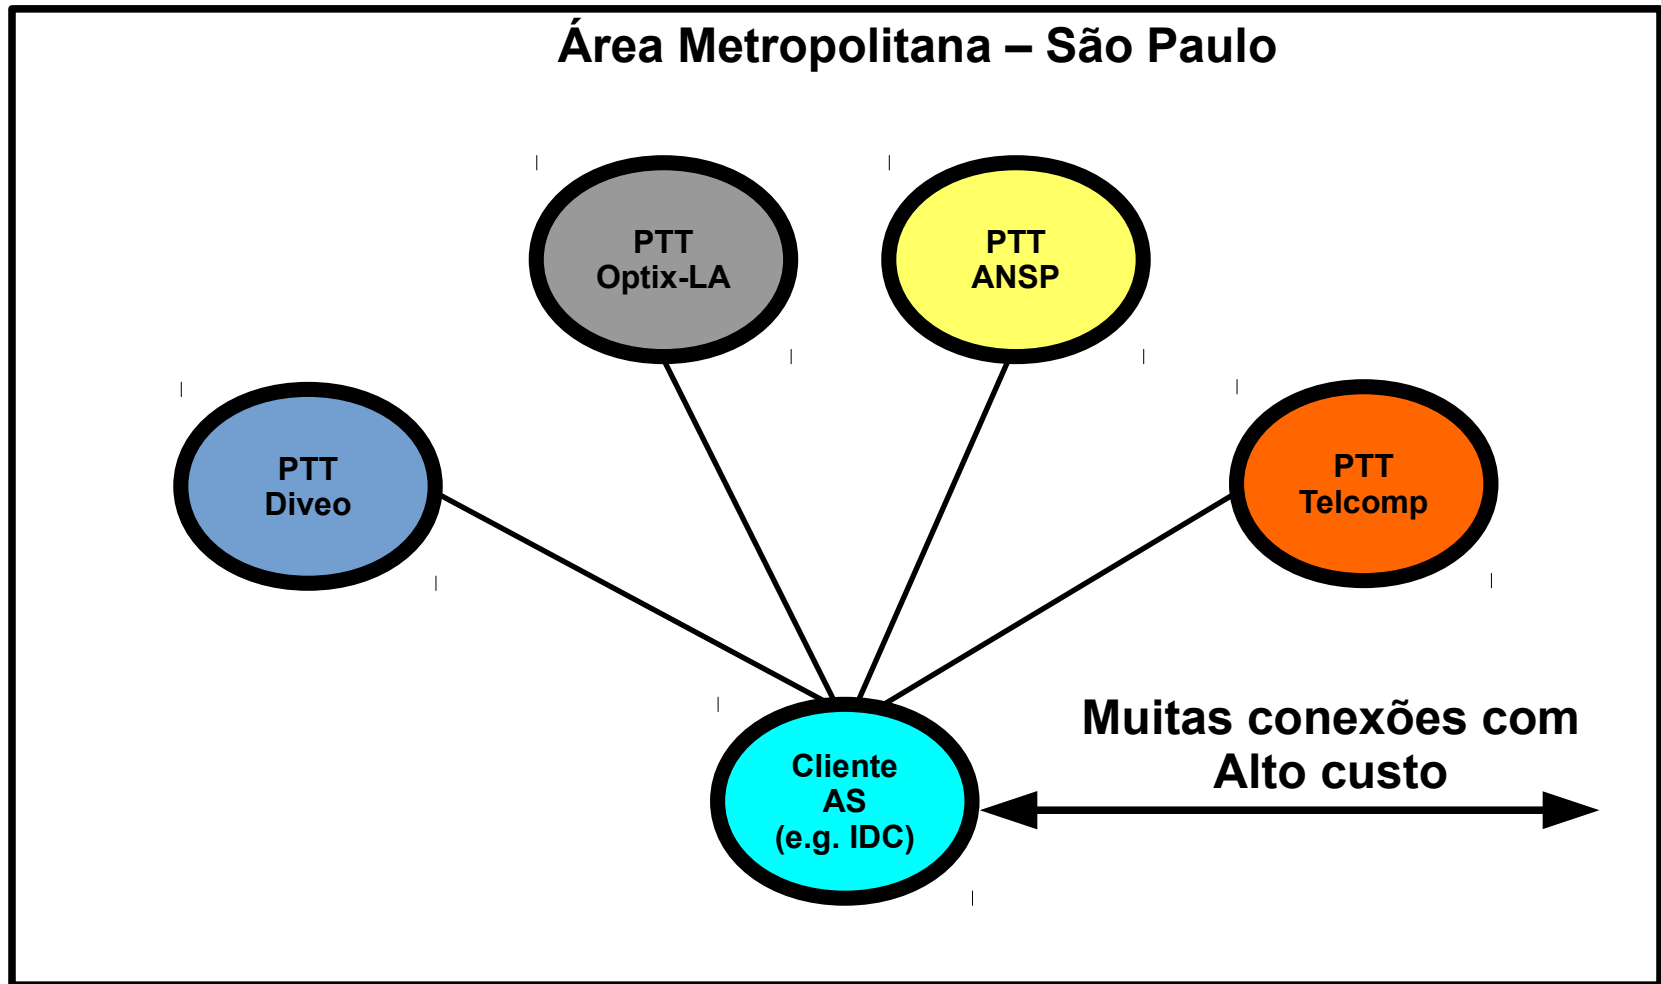 Área Metropolitana – São Paulo
PTT
Optix-LA
PTT
ANSP
PTT
Diveo
PTT
Telcomp
Cliente
AS
(e.g. IDC)
Muitas conexões com
Alto custo